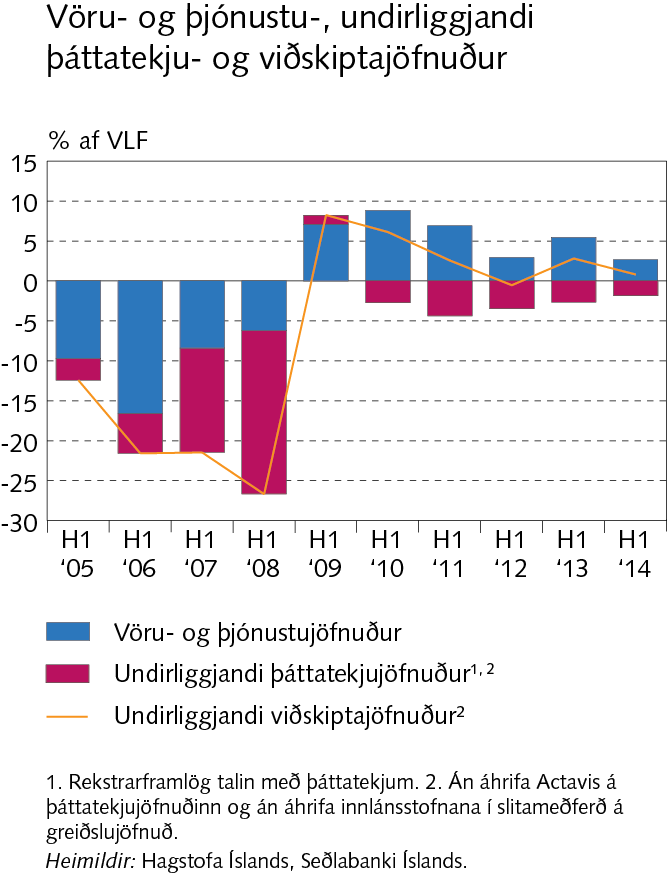 Vöru- og þjónustu-, undirliggjandi
þáttatekju- og viðskiptajöfnuður
% af VLF
15
10
5
0
-5
-10
-15
-20
-25
-30
H1 H1 H1 H1 H1 H1 H1 H1 H1 H1
‘05 ‘06 ‘07 ‘08 ‘09 ‘10 ‘11 ‘12 ‘13 ‘14
Vöru- og þjónustujöfnuður
Undirliggjandi þáttatekjujöfnuður¹, ²
Undirliggjandi viðskiptajöfnuður²
1. Rekstrarframlög talin með þáttatekjum. 2. Án áhrifa Actavis á
þáttatekjujöfnuðinn og án áhrifa innlánsstofnana í slitameðferð á
greiðslujöfnuð.
Heimildir: Hagstofa Íslands, Seðlabanki Íslands.